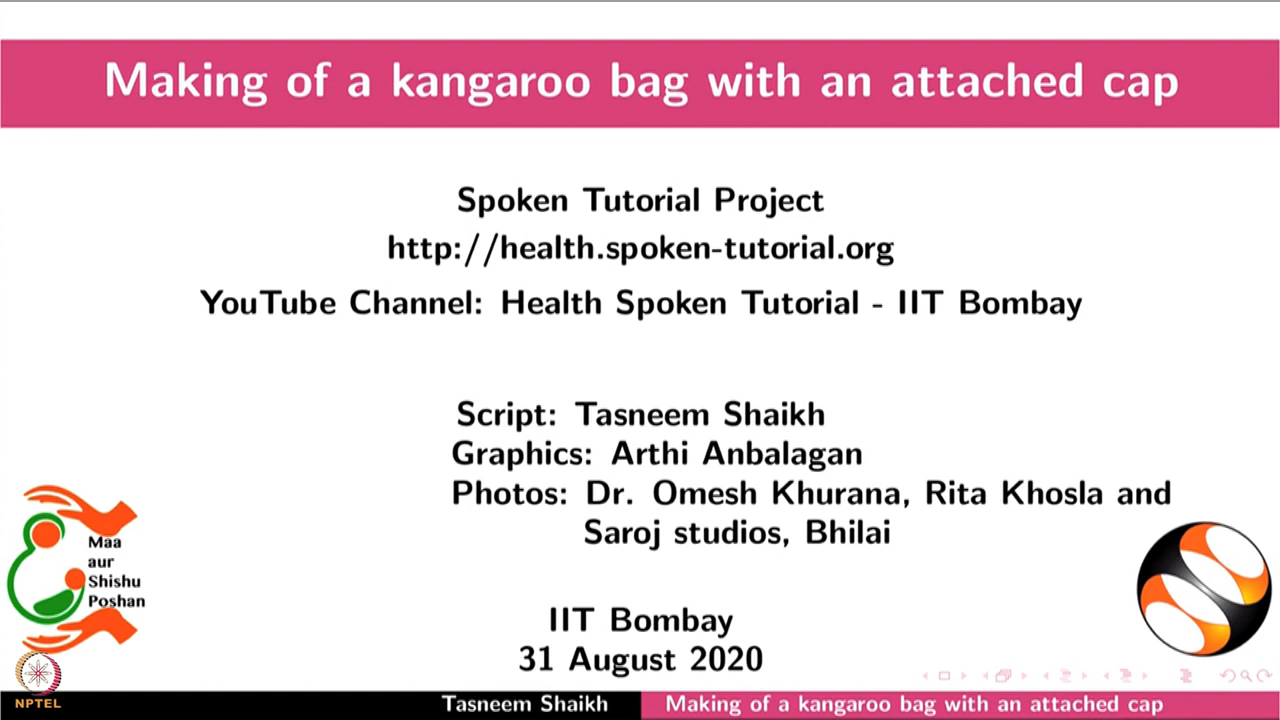 Making of a kangaroo bag with an attached cap
Spoken Tutorial Project
http://health.spoken-tutorial.org
YouTube Channel: Health Spoken Tutorial - IIT Bombay
Script: Tasneem Shaikh
Graphics: Arthi Anbalagan
Photos: Dr. Omesh Khurana, Rita Khosla and
Saroj studios, Bhilai
Maa
aur
Shishu
Poshan
IIT Bombay
31 August 2020
NPTEL
Tasneem Shaikh
Making of a kangaroo bag with an attached cap